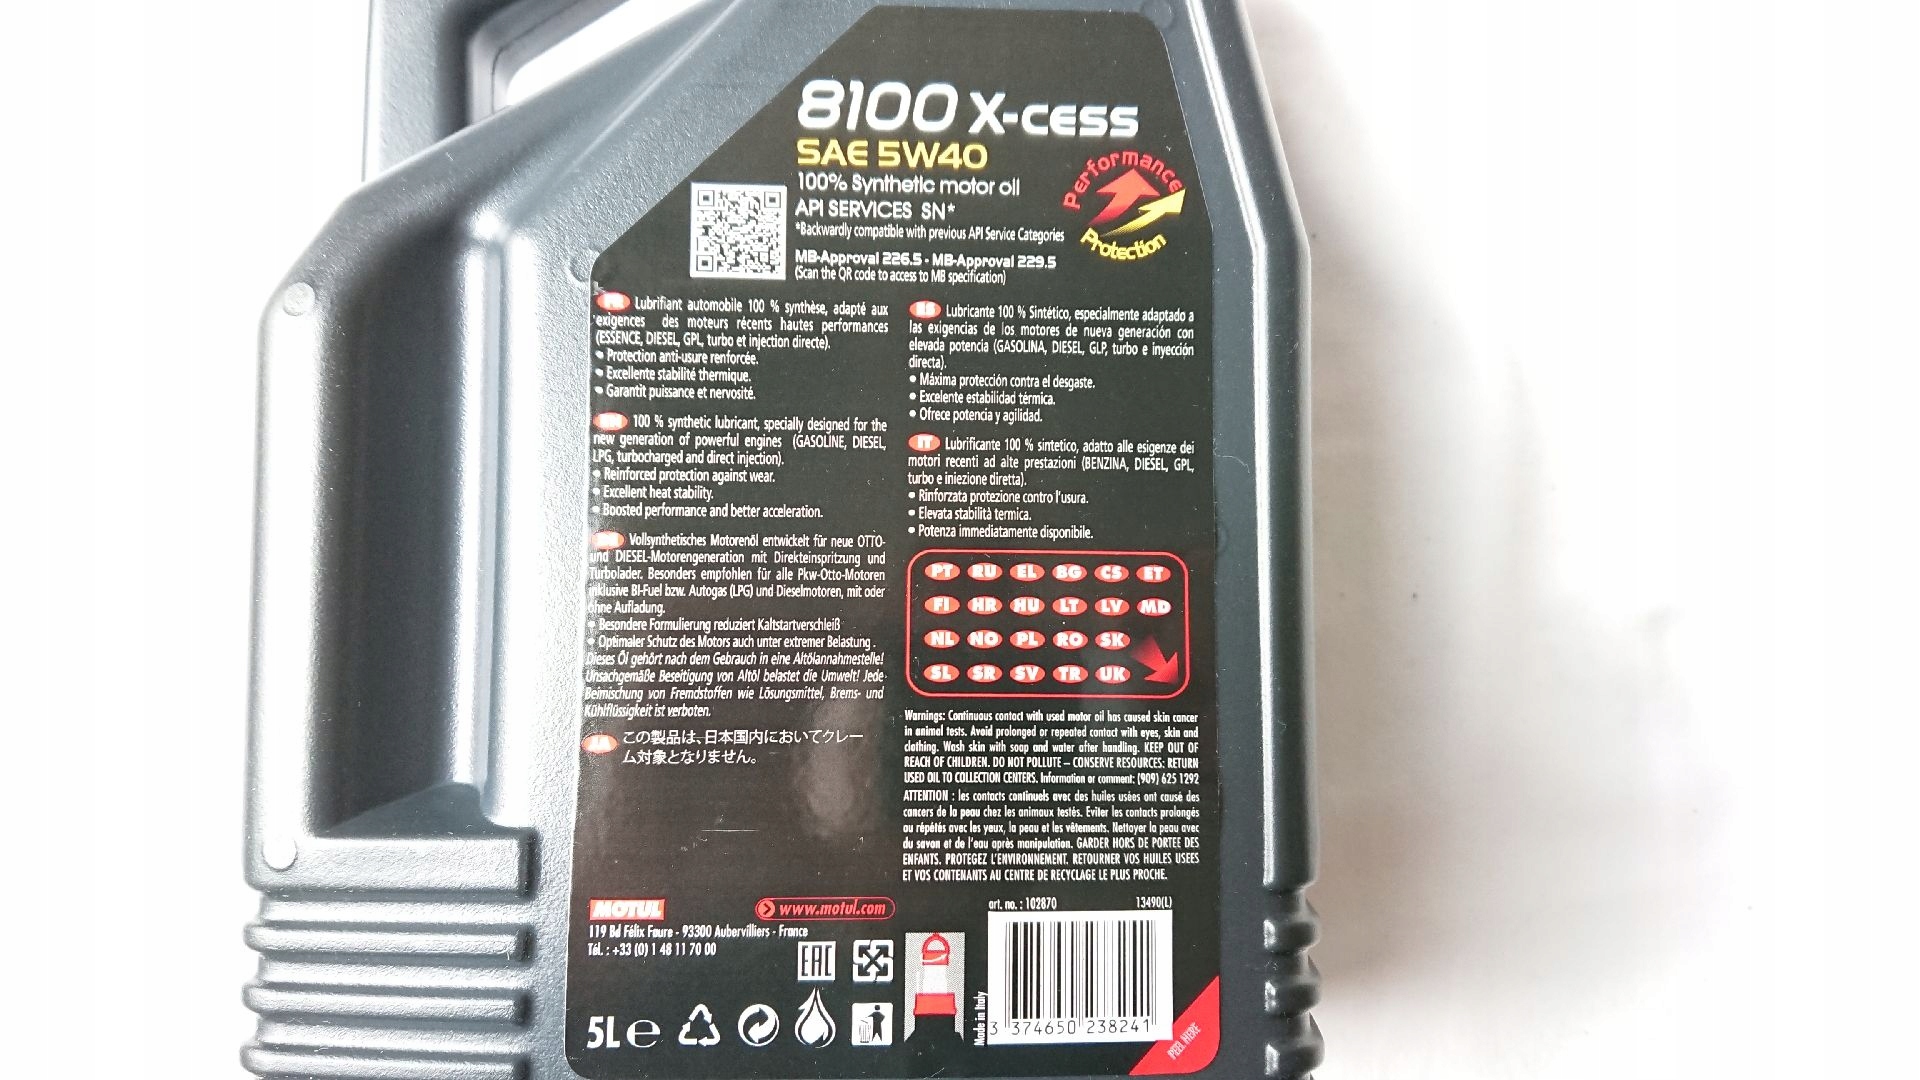 8100 X-cess
SAE 5W40
100% Synthetic motor oil
API SERVICES SN*
*Backwardly compatible with previous API Service Categories
MB-Approval 226.5 - MB-Approval 229.5
(Scan the QR code to access to MB specification)
Performance
Protection
FR Lubrifiant automobile 100 % synthèse, adapté aux
exigences des moteurs récents hautes performances
(ESSENCE, DIESEL, GPL, turbo et injection directe).
• Protection anti-usure renforcée.
• Excellente stabilité thermique.
• Garantit puissance et nervosité.
EN 100 % synthetic lubricant, specially designed for the
new generation of powerful engines (GASOLINE, DIESEL,
LPG, turbocharged and direct injection).
• Reinforced protection against wear.
• Excellent heat stability.
• Boosted performance and better acceleration.
Vollsynthetisches Motorenöl entwickelt für neue OTTO-
und DIESEL-Motorengeneration mit Direkteinspritzung und
Turbolader. Besonders empfohlen für alle Pkw-Otto-Motoren
inklusive BI-Fuel bzw. Autogas (LPG) und Dieselmotoren, mit oder
ohne Aufladung.
• Besondere Formulierung reduziert Kaltstartverschleiß
• Optimaler Schutz des Motors auch unter extremer Belastung .
Dieses Öl gehört nach dem Gebrauch in eine Altölannahmestelle!
Unsachgemäße Beseitigung von Altöl belastet die Umwelt! Jede
Beimischung von Fremdstoffen wie Lösungsmittel, Brems- und
Kühlflüssigkeit ist verboten.
JA この製品は、日本国内においてクレー
ム対象となりません。
ES Lubricante 100 % Sintético, especialmente adaptado a
las exigencias de los motores de nueva generación con
elevada potencia (GASOLINA, DIESEL, GLP, turbo e inyección
directa).
• Máxima protección contra el desgaste.
• Excelente estabilidad térmica.
• Ofrece potencia y agilidad.
IT Lubrificante 100 % sintetico, adatto alle esigenze dei
motori recenti ad alte prestazioni (BENZINA, DIESEL, GPL,
turbo e iniezione diretta).
• Rinforzata protezione contro l'usura.
• Elevata stabilità termica.
• Potenza immediatamente disponibile.
PT RU EL BG CS ET
FI HR HU LT LV MD
NL NO PL RO SK
SL SR SV TR UK
Warnings: Continuous contact with used motor oil has caused skin cancer
in animal tests. Avoid prolonged or repeated contact with eyes, skin and
clothing. Wash skin with soap and water after handling. KEEP OUT OF
REACH OF CHILDREN. DO NOT POLLUTE – CONSERVE RESOURCES: RETURN
USED OIL TO COLLECTION CENTERS. Information or comment: (909) 625 1292
ATTENTION : les contacts continuels avec des huiles usées ont causé des
cancers de la peau chez les animaux testés. Eviter les contacts prolongés
ou répétés avec les yeux, la peau et les vêtements. Nettoyer la peau avec
du savon et de l'eau après manipulation. GARDER HORS DE PORTEE DES
ENFANTS. PROTEGEZ L'ENVIRONNEMENT. RETOURNER VOS HUILES USEES
ET VOS CONTENANTS AU CENTRE DE RECYCLAGE LE PLUS PROCHE.
MOTUL
www.motul.com
119 Bd Félix Faure - 93300 Aubervilliers - France
Tél. : +33 (0) 1 48 11 70 00
EAC
5L e
art. no. : 102870
13490(L)
Made in Italy
3 374650 238241
PEEL HERE